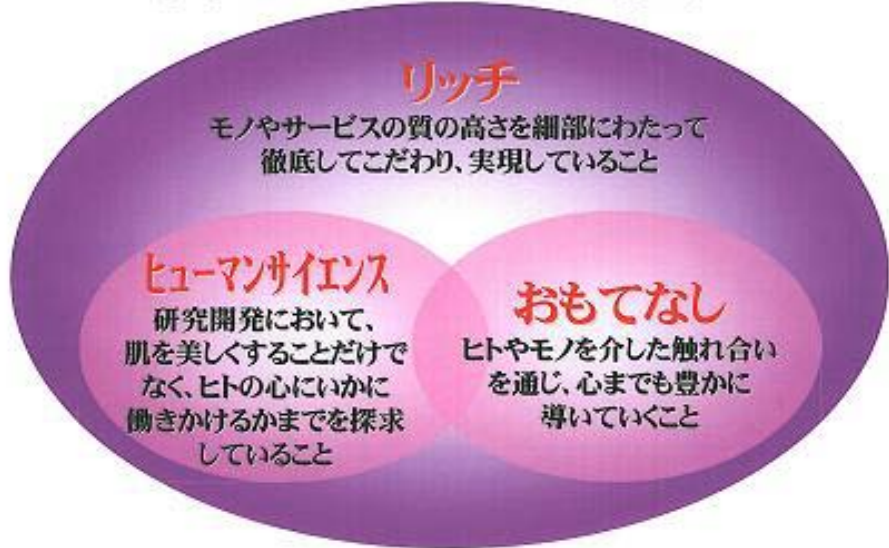 リッチ
モノやサービスの質の高さを細部にわたって
徹底してこだわり、実現していること
ヒューマンサイエンス
研究開発において、
肌を美しくすることだけで
なく、ヒトの心にいかに
働きかけるかまでを探求
していること
おもてなし
ヒトやモノを介した触れ合い
を通じ、心までも豊かに
導いていくこと